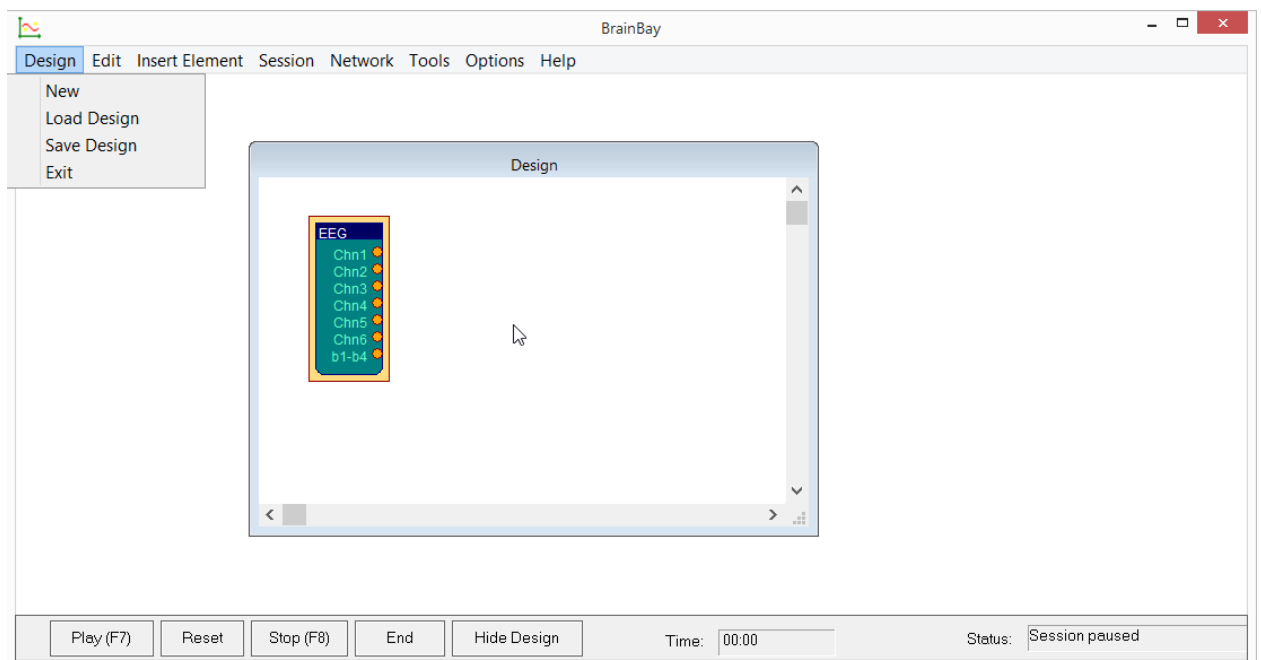 BrainBay
Design Edit Insert Element Session Network Tools Options Help
New
Load Design
Save Design
Exit
Design
EEG
Chn1
Chn2
Chn3
Chn4
Chn5
Chn6
b1-b4
Play (F7) Reset Stop (F8) End Hide Design Time: 00:00 Status: Session paused